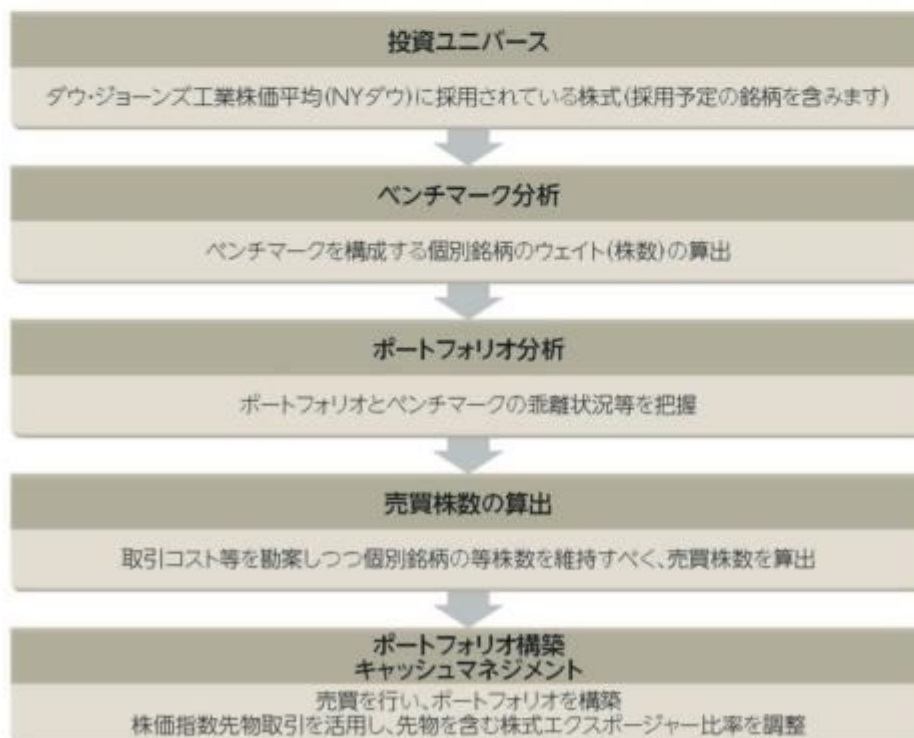 投資ユニバース
ダウ・ジョーンズ工業株価平均(NYダウ)に採用されている株式(採用予定の銘柄を含みます)
ベンチマーク分析
ベンチマークを構成する個別銘柄のウェイト(株数)の算出
ポートフォリオ分析
ポートフォリオとベンチマークの乖離状況等を把握
売買株数の算出
取引コスト等を勘案しつつ個別銘柄の等株数を維持すべく、売買株数を算出
ポートフォリオ構築
キャッシュマネジメント
売買を行い、ポートフォリオを構築
株価指数先物取引を活用し、先物を含む株式エクスポージャー比率を調整